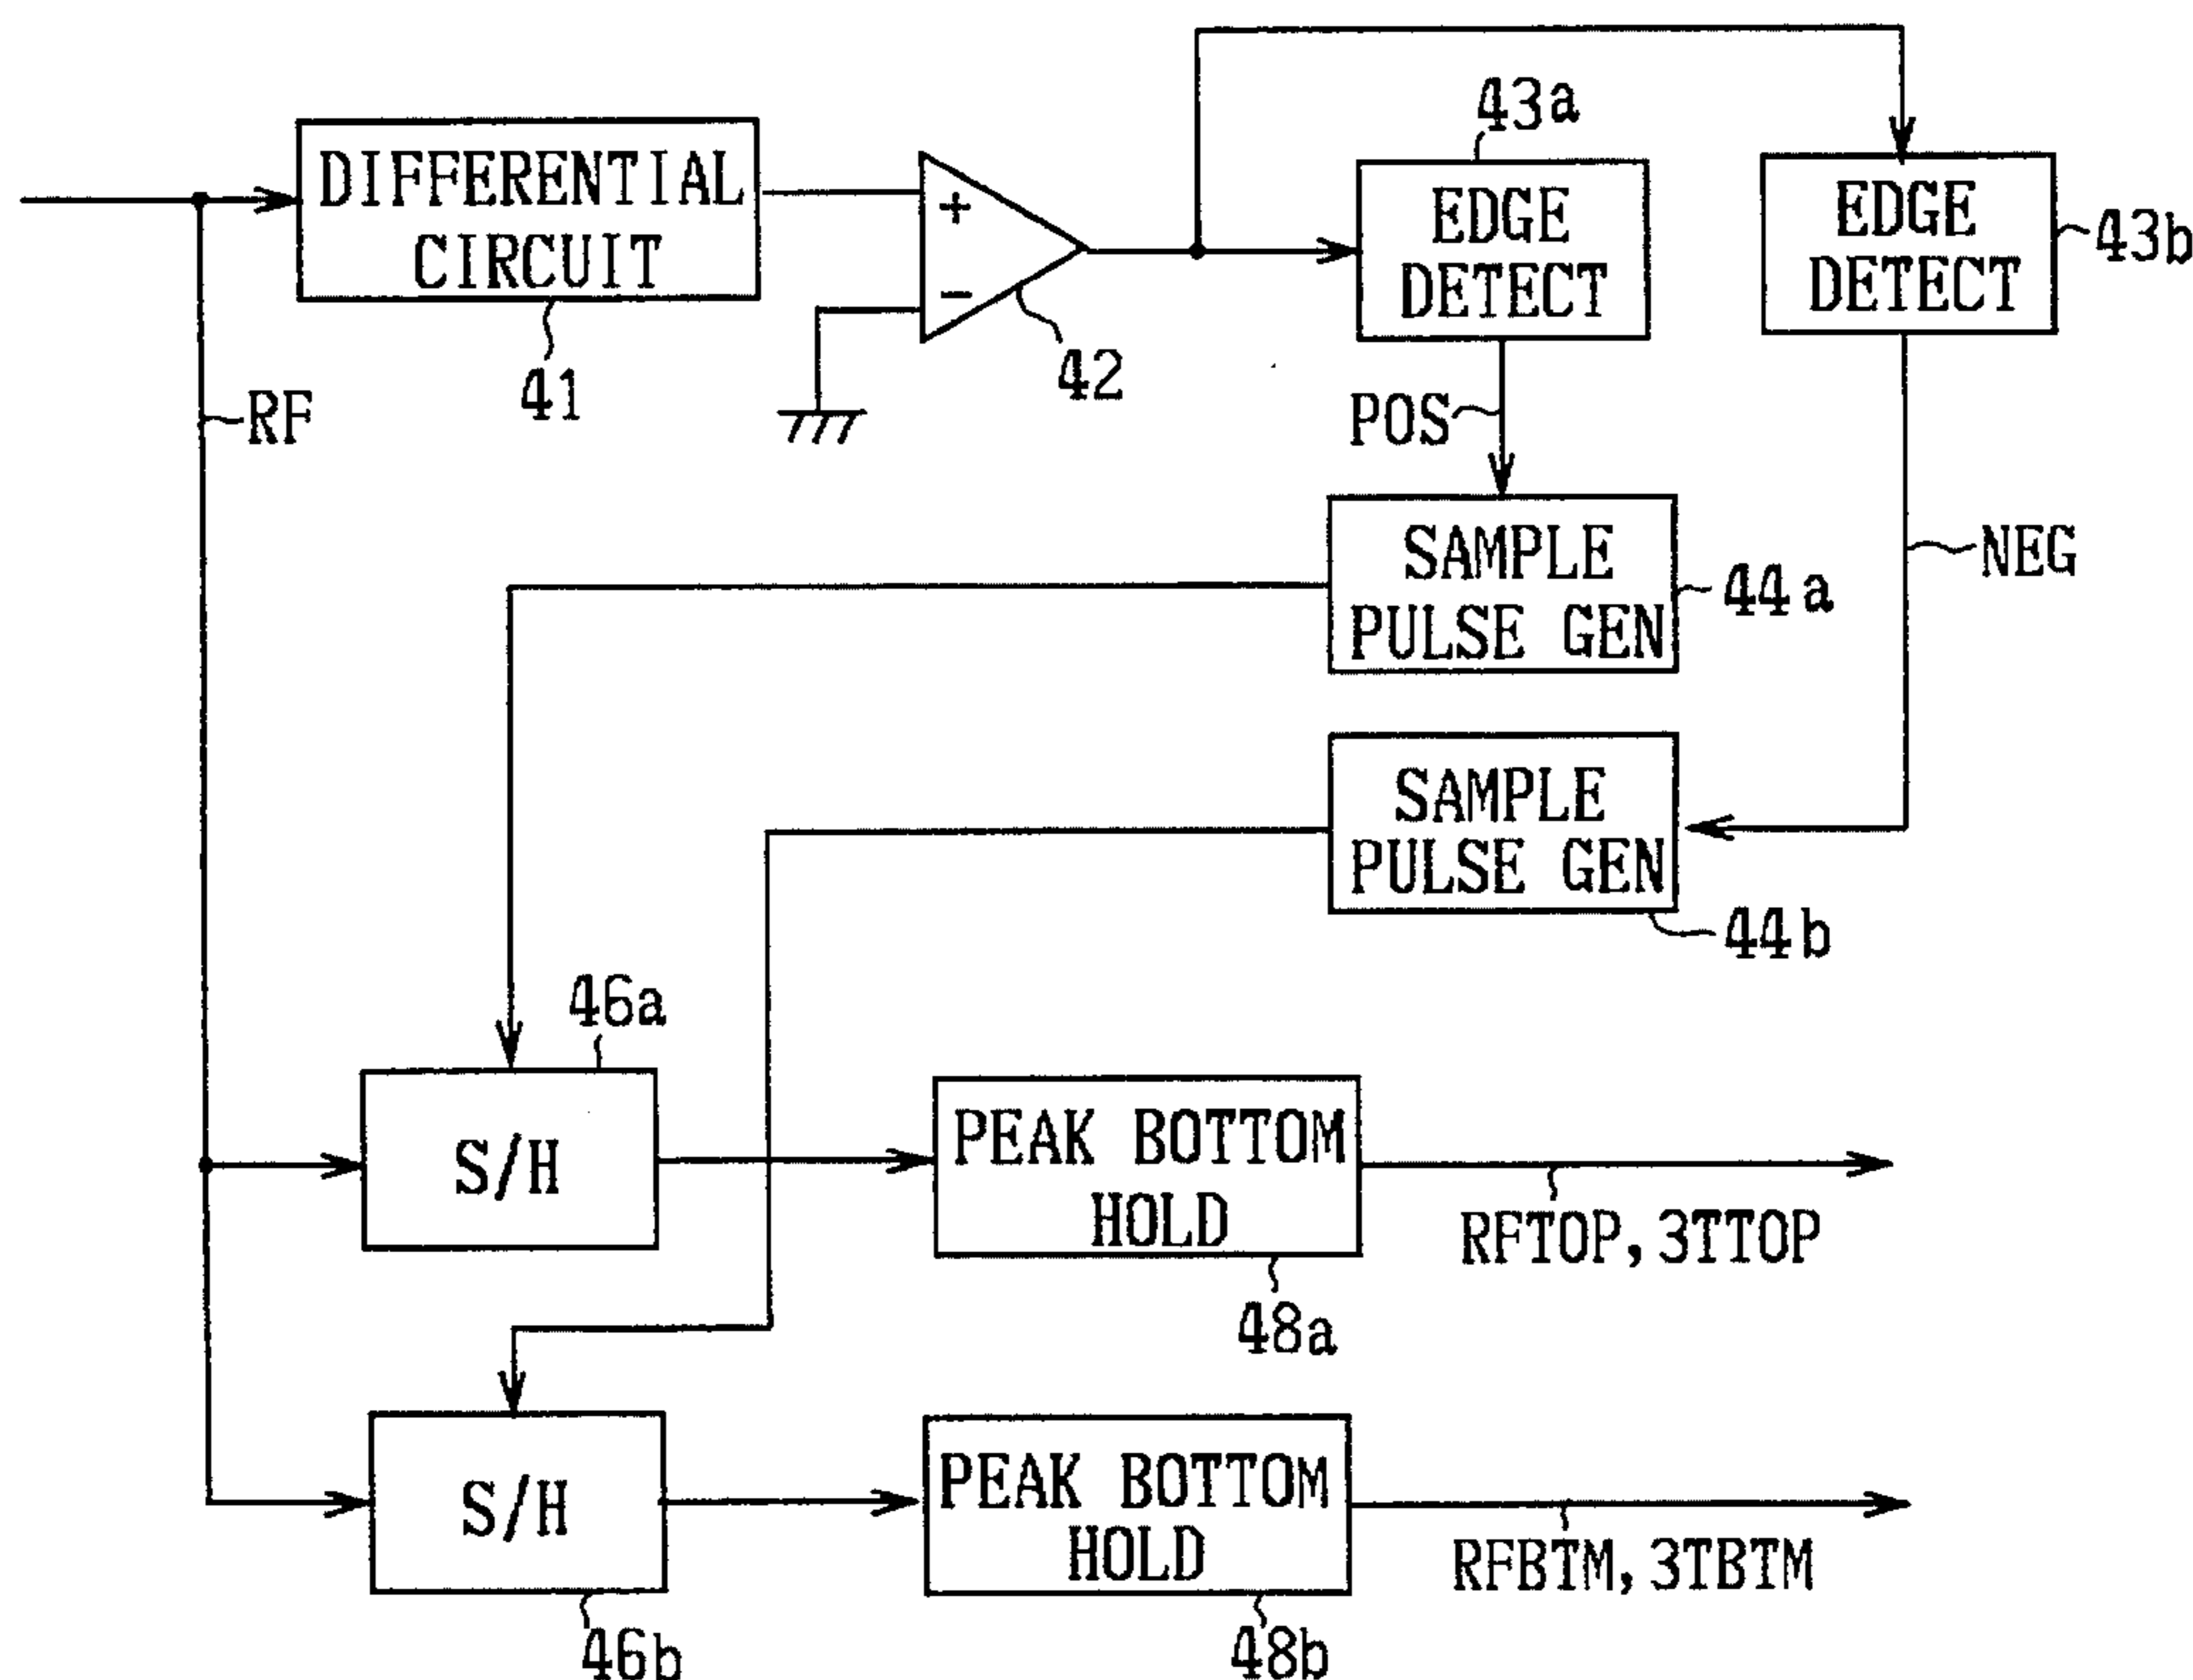 43a
DIFFERENTIAL
CIRCUIT
+
−
EDGE
DETECT
EDGE
DETECT
43b
41
42
RF
POS
SAMPLE
PULSE GEN
44a
NEG
SAMPLE
PULSE GEN
44b
46a
S/H
PEAK BOTTOM
HOLD
RFTOP, 3TTOP
48a
S/H
PEAK BOTTOM
HOLD
RFBTM, 3TBTM
46b
48b